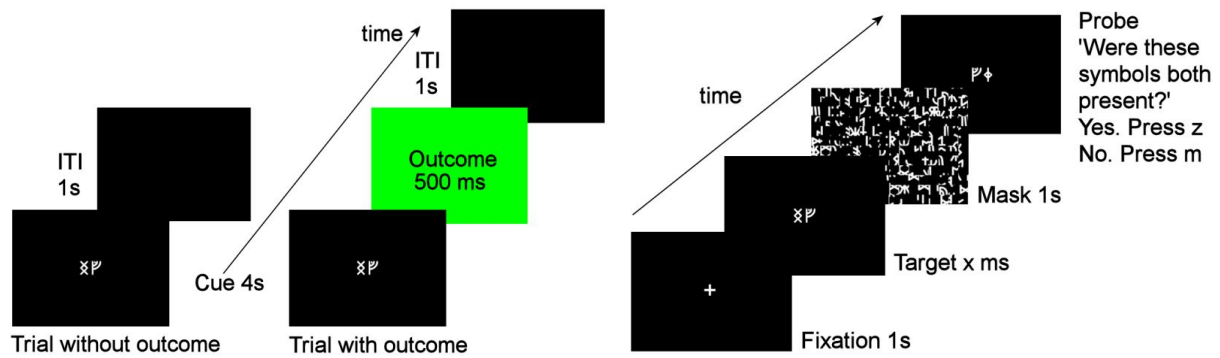 ITI
1s
Trial without outcome
time
ITI
1s
Outcome
500 ms
Cue 4s
Trial with outcome
time
Probe
'Were these
symbols both
present?'
Yes. Press z
No. Press m
Mask 1s
Target x ms
Fixation 1s